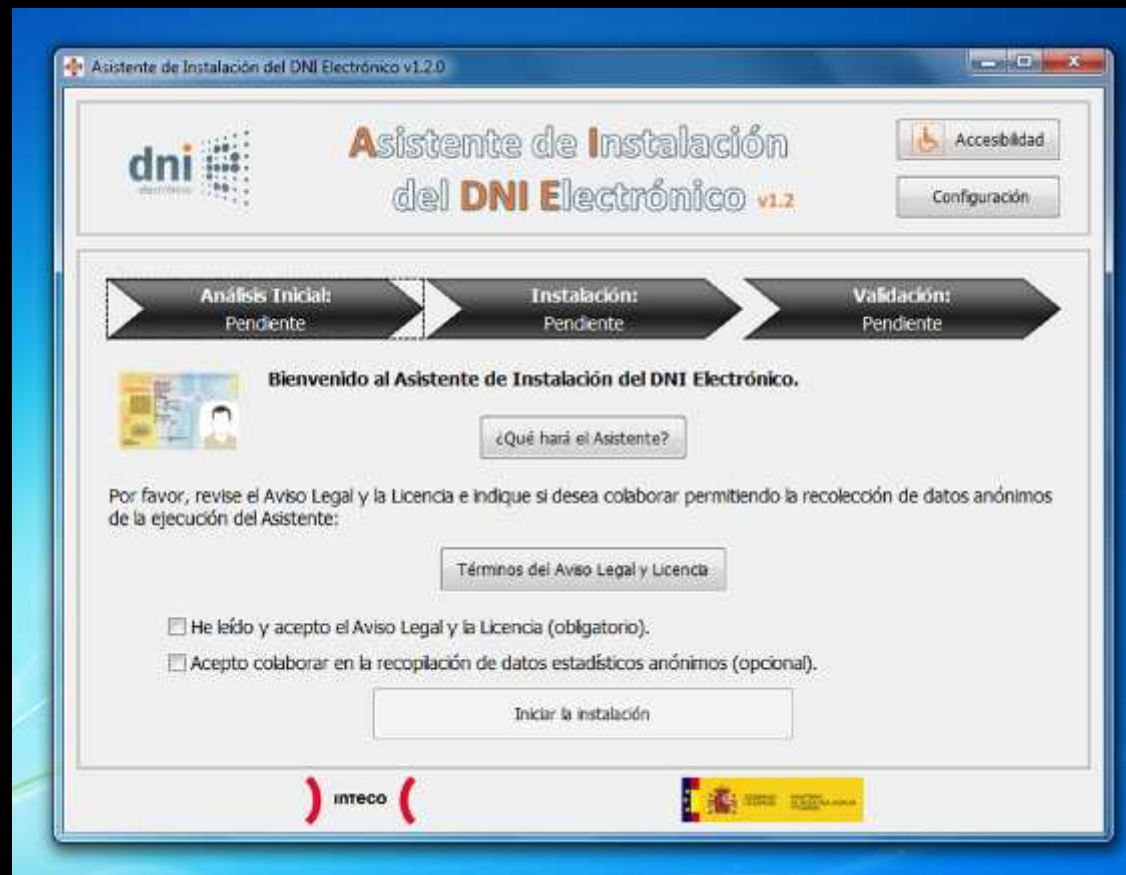 Asistente de Instalación del DNI Electrónico v1.2.0
dni
Asistente de Instalación
del DNI Electrónico v1.2
Accesibilidad
Configuración
Análisis Inicial:
Pendiente
Instalación:
Pendiente
Validación:
Pendiente
Bienvenido al Asistente de Instalación del DNI Electrónico.
¿Qué hará el Asistente?
Por favor, revise el Aviso Legal y la Licencia e indique si desea colaborar permitiendo la recolección de datos anónimos
de la ejecución del Asistente:
Términos del Aviso Legal y Licencia
He leído y acepto el Aviso Legal y la Licencia (obligatorio).
Acepto colaborar en la recopilación de datos estadísticos anónimos (opcional).
Iniciar la instalación
inteco